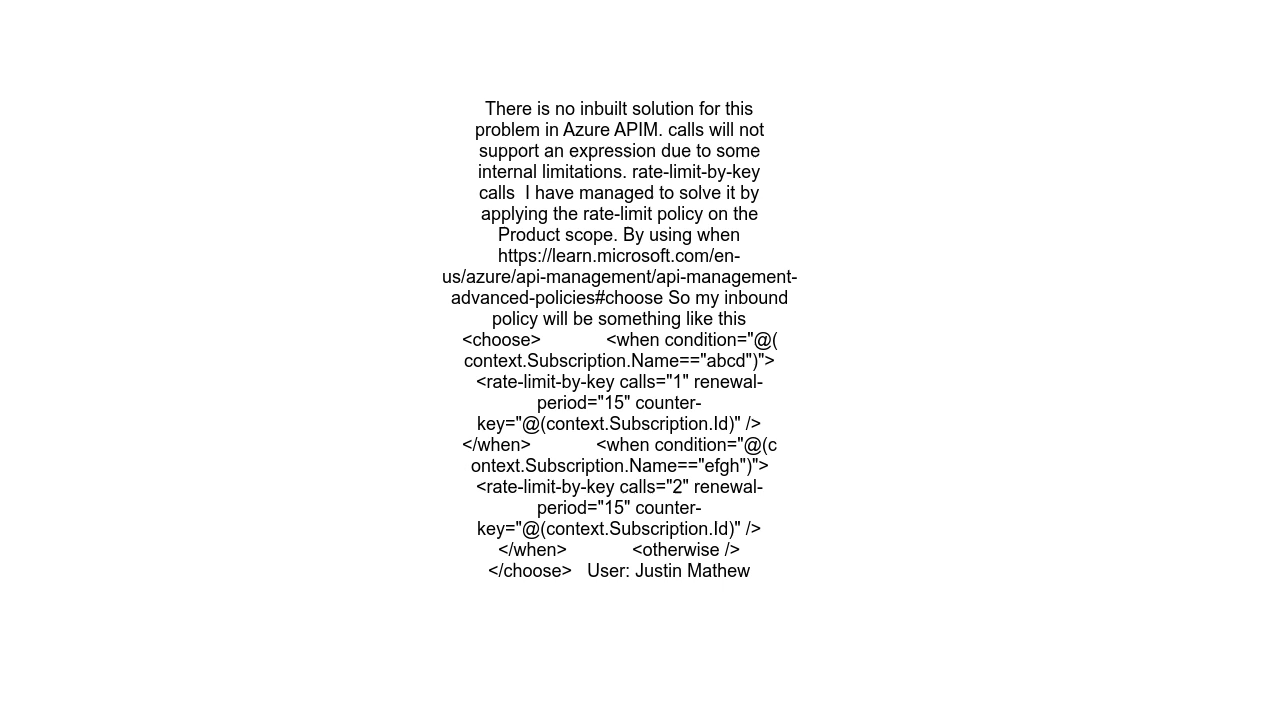 There is no inbuilt solution for this
problem in Azure APIM. calls will not
support an expression due to some
internal limitations. rate-limit-by-key
calls  I have managed to solve it by
applying the rate-limit policy on the
Product scope. By using when
https://learn.microsoft.com/en-
us/azure/api-management/api-management-
advanced-policies#choose So my inbound
policy will be something like this
<choose>             <when condition="@(
context.Subscription.Name=="abcd")">
<rate-limit-by-key calls="1" renewal-
period="15" counter-
key="@(context.Subscription.Id)" />
</when>             <when condition="@(c
ontext.Subscription.Name=="efgh")">
<rate-limit-by-key calls="2" renewal-
period="15" counter-
key="@(context.Subscription.Id)" />
</when>             <otherwise />
</choose>   User: Justin Mathew